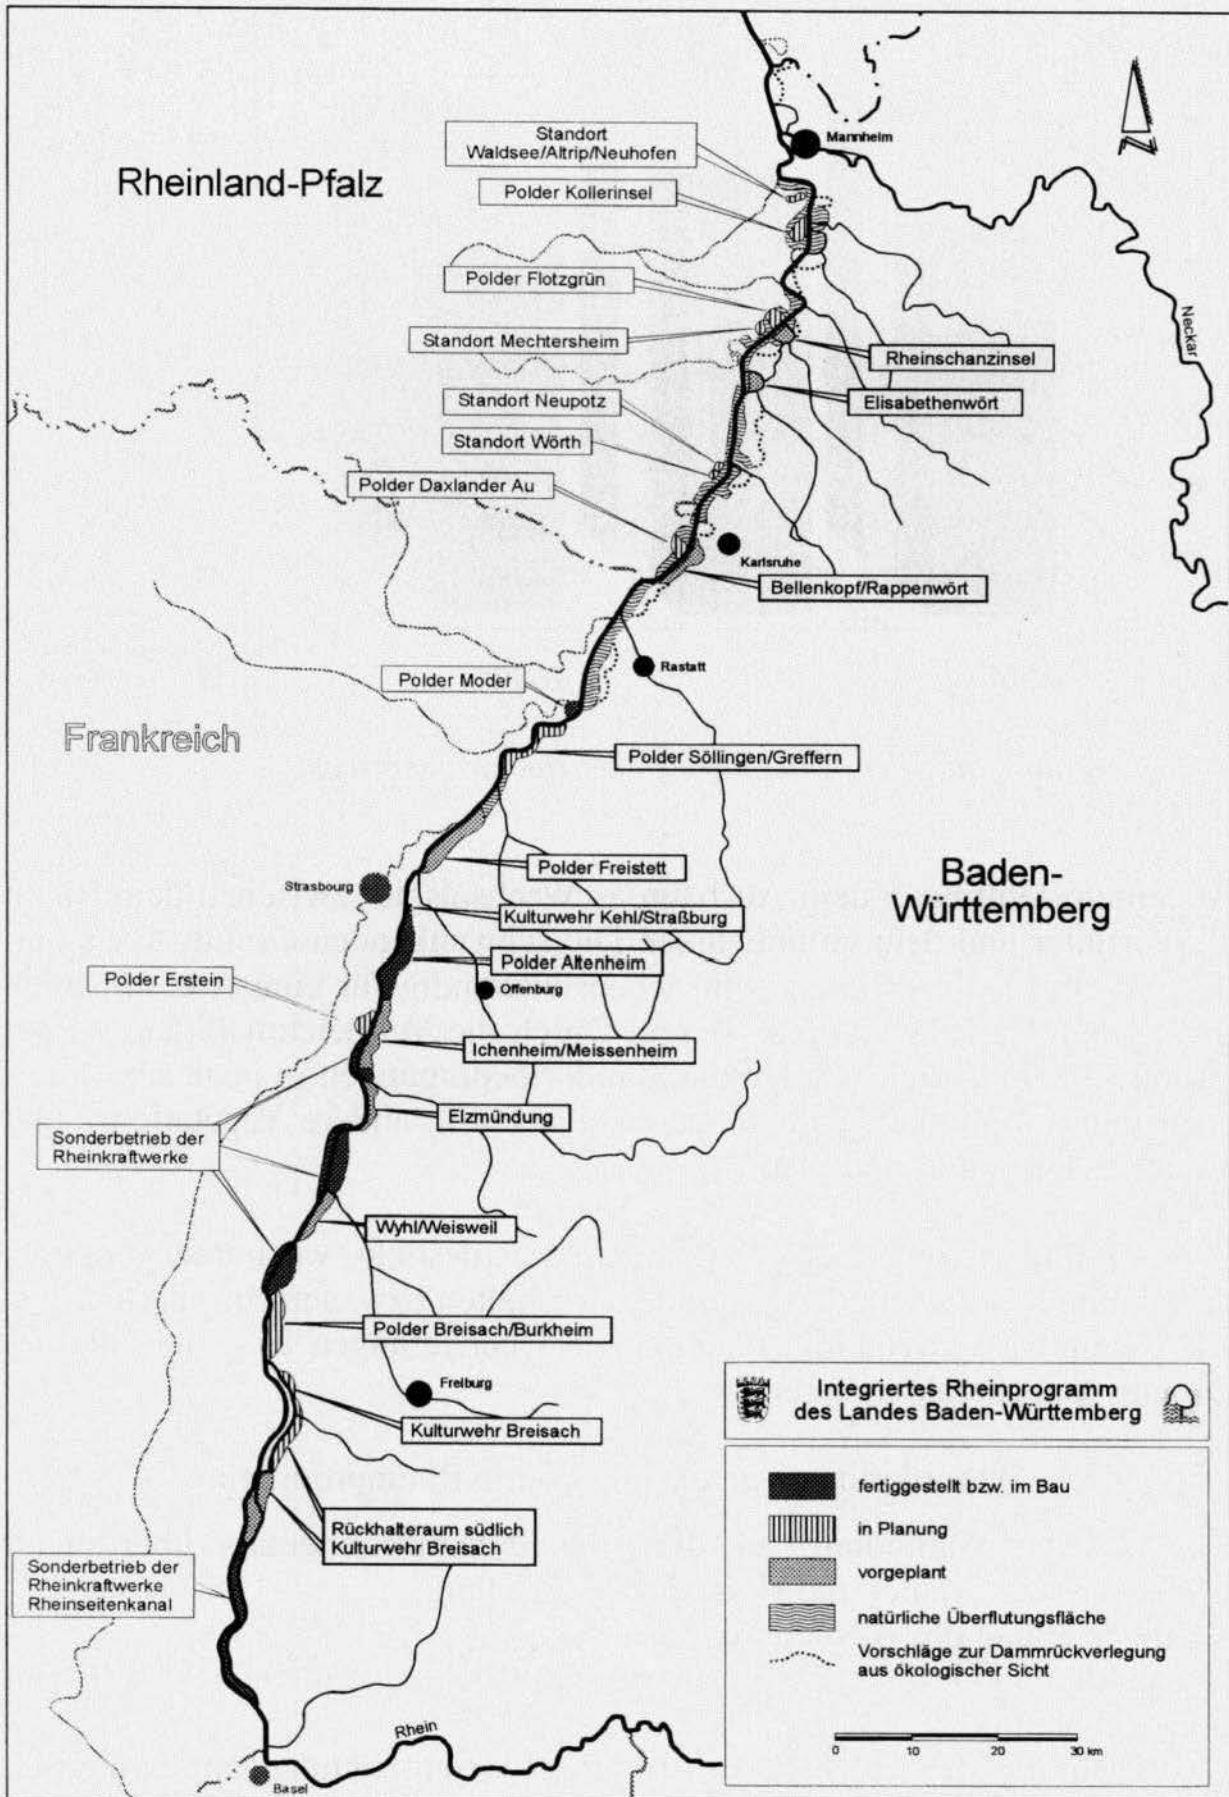 Standort
Waldsee/Altrip/Neuhofen
Mannheim
Rheinland-Pfalz
Polder Kollerinsel
N
Polder Flotzgrün
Neckar
Standort Mechtersheim
Rheinschanzinsel
Standort Neupotz
Elisabethenwört
Standort Wörth
Polder Daxlander Au
Karlsruhe
Bellenkopf/Rappenwört
Rastatt
Polder Moder
Frankreich
Polder Söllingen/Greffern
Polder Freistett
Strasbourg
Baden-
Württemberg
Kulturwehr Kehl/Straßburg
Polder Altenheim
Polder Erstein
Offenburg
Ichenheim/Meissenheim
Elzmündung
Sonderbetrieb der
Rheinkraftwerke
Wyhl/Weisweil
Polder Breisach/Burkheim
Freiburg
Kulturwehr Breisach
Rückhalteraum südlich
Kulturwehr Breisach
Sonderbetrieb der
Rheinkraftwerke
Rheinseitenkanal
Rhein
Basel
Integriertes Rheinprogramm
des Landes Baden-Württemberg
fertiggestellt bzw. im Bau
in Planung
vorgeplant
natürliche Überflutungsfläche
Vorschläge zur Dammrückverlegung
aus ökologischer Sicht
0 10 20 30 km